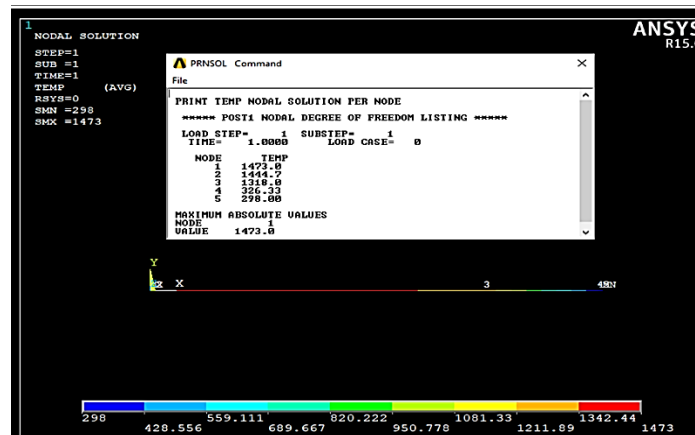 1
NODAL SOLUTION
STEP=1
SUB =1
TIME=1
TEMP (AVG)
RSYS=0
SMN =298
SMX =1473
ANSYS
R15.
PRNSOL Command
File
PRINT TEMP NODAL SOLUTION PER NODE
***** POST1 NODAL DEGREE OF FREEDOM LISTING *****
LOAD STEP= 1 SUBSTEP= 1
TIME= 1.0000 LOAD CASE= 0
NODE TEMP
1 1473.0
2 1444.7
3 1318.0
4 326.33
5 298.00
MAXIMUM ABSOLUTE VALUES
NODE 1
VALUE 1473.0
Y
X
3
298 559.111 820.222 1081.33 1342.44
428.556 689.667 950.778 1211.89 1473